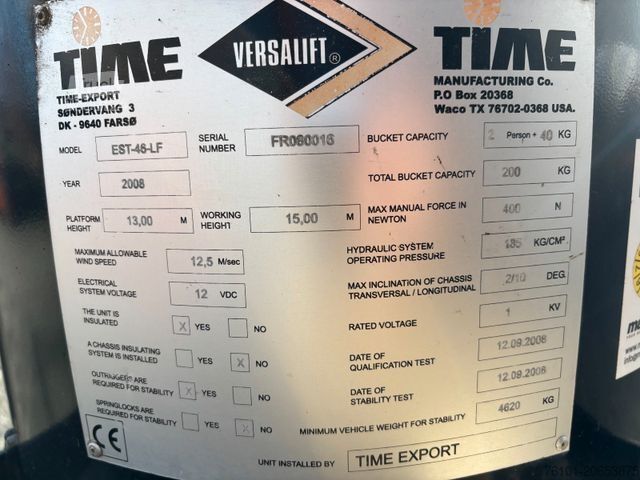 TIME
TIME-EXPORT
SØNDERVANG 3
DK - 9640 FARSØ
VERSALIFT ®
TIME
MANUFACTURING Co.
P.O Box 20368
Waco TX 76702-0368 USA.
MODEL EST-46-LF
SERIAL NUMBER FR090016
YEAR 2008
PLATFORM HEIGHT 13,00 M
WORKING HEIGHT 15,00 M
MAXIMUM ALLOWABLE WIND SPEED 12,5 M/sec
ELECTRICAL SYSTEM VOLTAGE 12 VDC
THE UNIT IS INSULATED X YES NO
A CHASSIS INSULATING SYSTEM IS INSTALLED YES X NO
OUTRIGGERS ARE REQUIRED FOR STABILITY X YES NO
SPRINGLOCKS ARE REQUIRED FOR STABILITY YES X NO
CE
BUCKET CAPACITY 2 Person + 40 KG
TOTAL BUCKET CAPACITY 200 KG
MAX MANUAL FORCE IN NEWTON 400 N
HYDRAULIC SYSTEM OPERATING PRESSURE 185 KG/CM²
MAX INCLINATION OF CHASSIS TRANSVERSAL / LONGITUDINAL 2/10 DEG.
RATED VOLTAGE 1 KV
DATE OF QUALIFICATION TEST 12.09.2008
DATE OF STABILITY TEST 12.09.2008
MINIMUM VEHICLE WEIGHT FOR STABILITY 4620 KG
UNIT INSTALLED BY TIME EXPORT